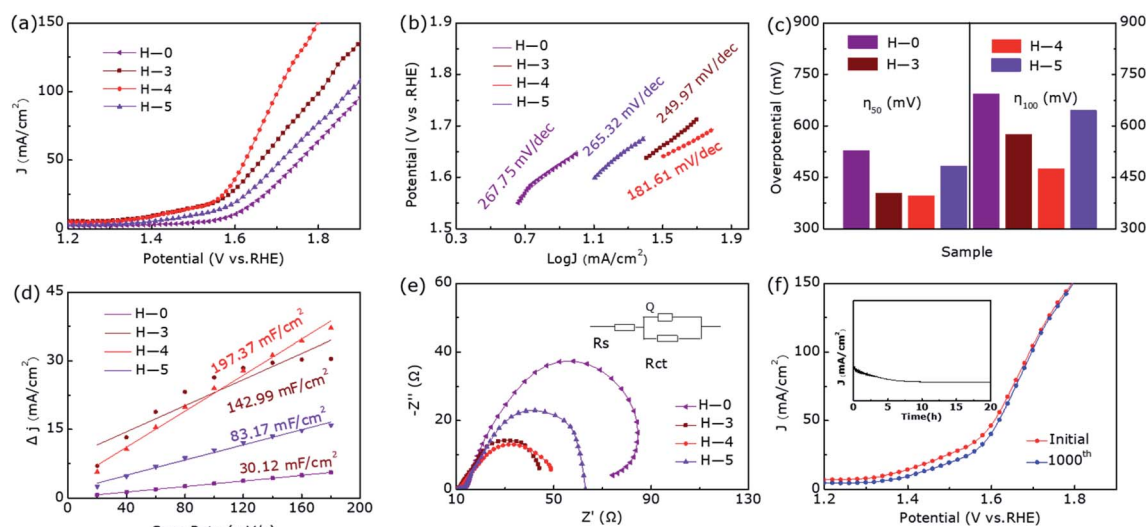 (a)
150
100
50
0
J (mA/cm²)
H—0
H—3
H—4
H—5
1.2 1.4 1.6 1.8
Potential (V vs.RHE)
(b)
1.9
1.8
1.7
1.6
1.5
Potential (V vs .RHE)
H—0
H—3
H—4
H—5
267.75 mV/dec
265.32 mV/dec
249.97 mV/dec
181.61 mV/dec
0.3 0.7 1.1 1.5 1.9
LogJ (mA/cm²)
(c)
900 900
750 750
600 600
450 450
300 300
Overpotential (mV)
H—0 H—4
H—3 H—5
η₅₀ (mV) η₁₀₀ (mV)
Sample
(d)
60
45
30
15
0
Δ j (mA/cm²)
H—0
H—3
H—4
H—5
197.37 mF/cm²
142.99 mF/cm²
83.17 mF/cm²
30.12 mF/cm²
0 40 80 120 160 200
(e)
60
40
20
0
-Z'' (Ω)
Q
Rs
Rct
H—0
H—3
H—4
H—5
10 40 70 100 130
Z' (Ω)
(f)
150
100
50
0
J (mA/cm²)
J (mA/cm²)
0 5 10 15 20
Time(h)
Initial
1000ᵗʰ
1.2 1.4 1.6 1.8
Potential (V vs.RHE)